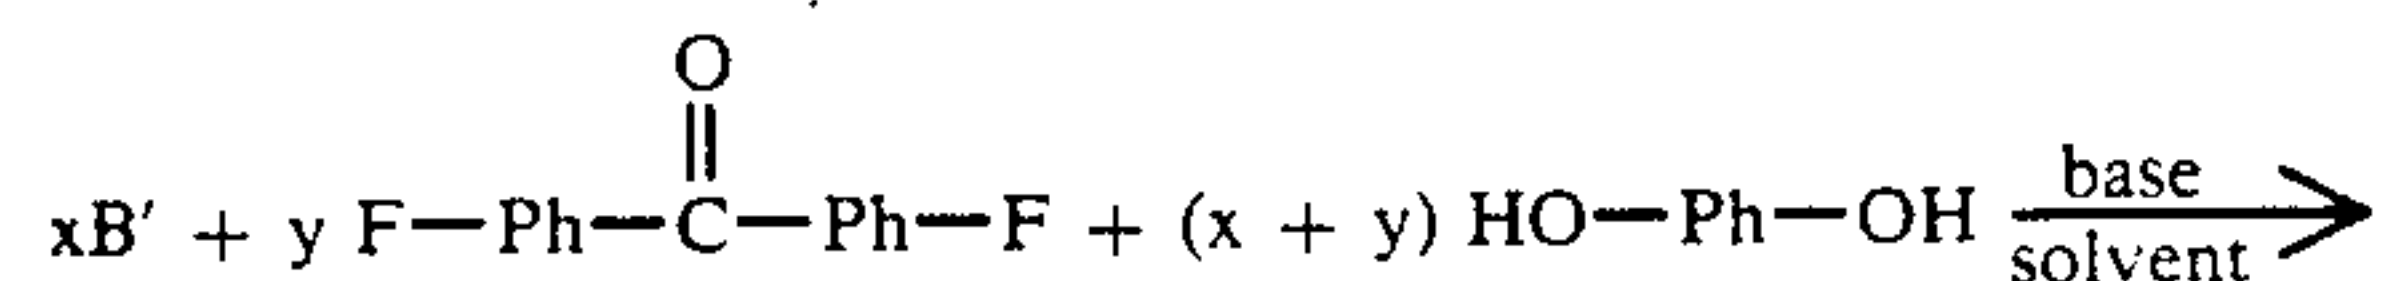 O
xB′ + y F—Ph—C—Ph—F + (x + y) HO—Ph—OH base
solvent